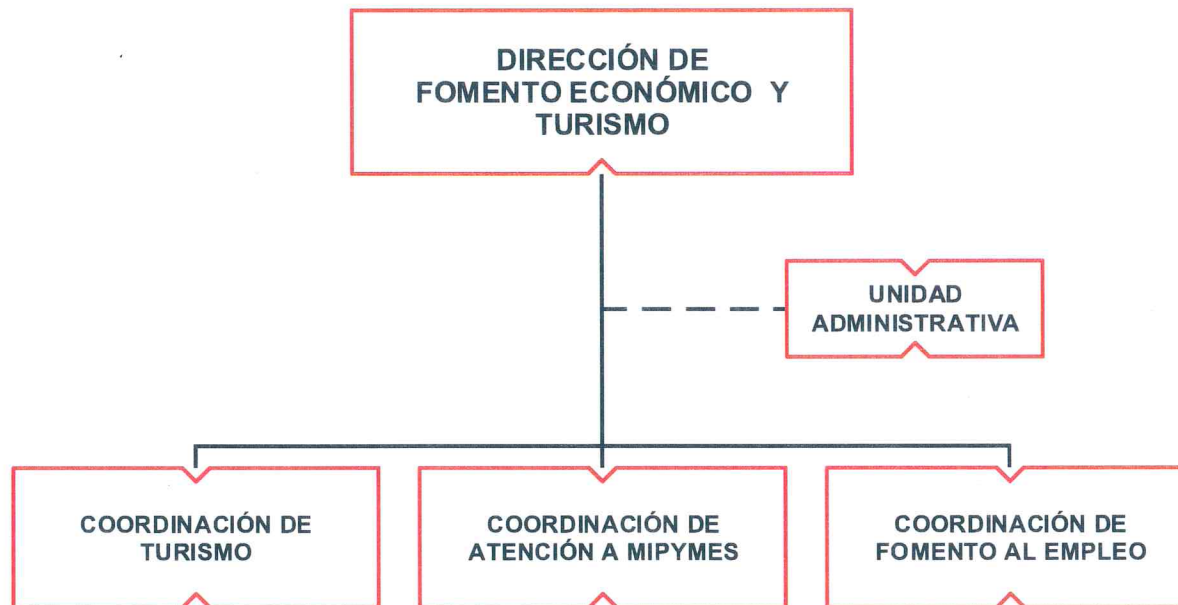 DIRECCIÓN DE
FOMENTO ECONÓMICO Y
TURISMO
UNIDAD
ADMINISTRATIVA
COORDINACIÓN DE
TURISMO
COORDINACIÓN DE
ATENCIÓN A MIPYMES
COORDINACIÓN DE
FOMENTO AL EMPLEO